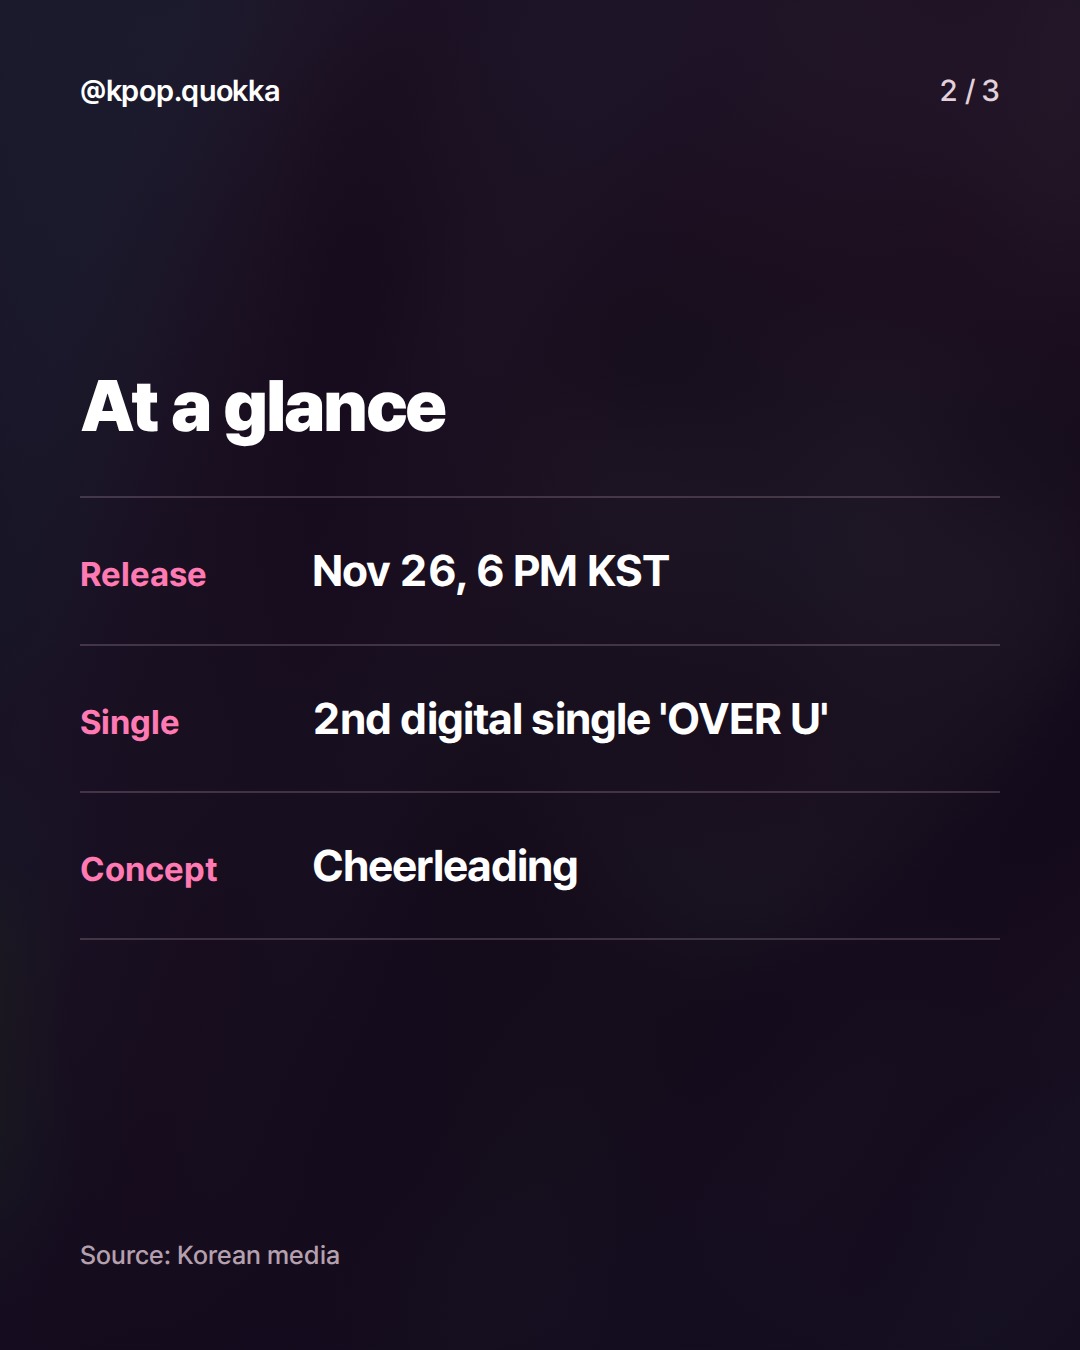 @kpop.quokka
2 / 3
At a glance
Release Nov 26, 6 PM KST
Single 2nd digital single 'OVER U'
Concept Cheerleading
Source: Korean media